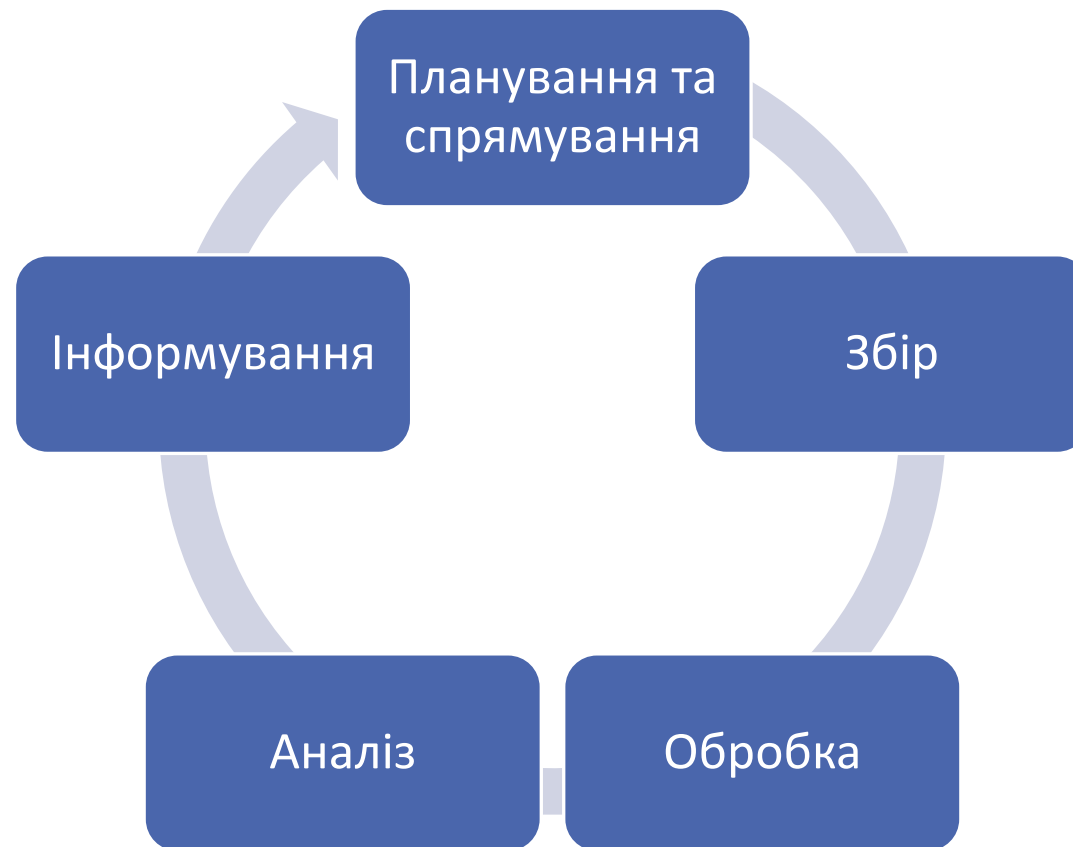 Планування та
спрямування
Збір
Обробка
Аналіз
Інформування